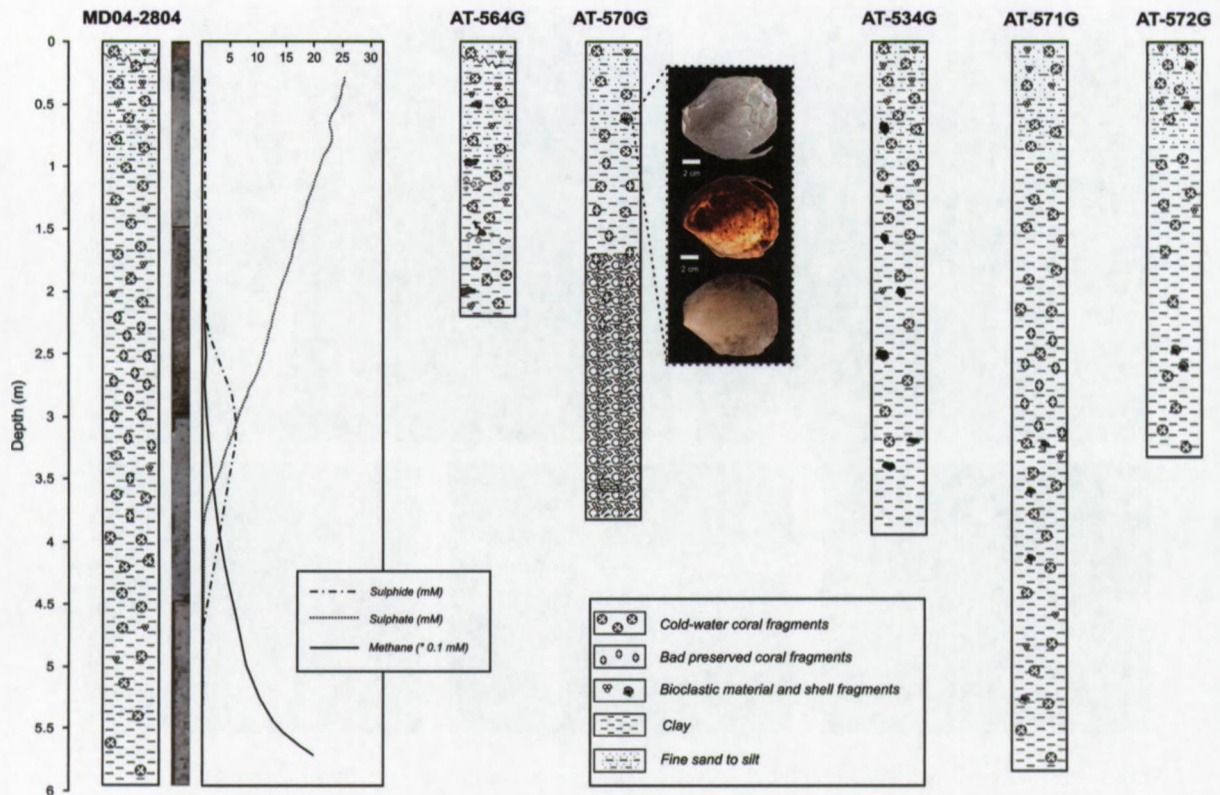 MD04-2804 AT-564G AT-570G AT-534G AT-571G AT-572G
5 10 15 20 25 30
0
0.5
1
1.5
2
2.5
3
3.5
4
4.5
5
5.5
6
Depth (m)
2 cm
2 cm
Sulphide (mM)
Sulphate (mM)
Methane (* 0.1 mM)
Cold-water coral fragments
Bad preserved coral fragments
Bioclastic material and shell fragments
Clay
Fine sand to silt